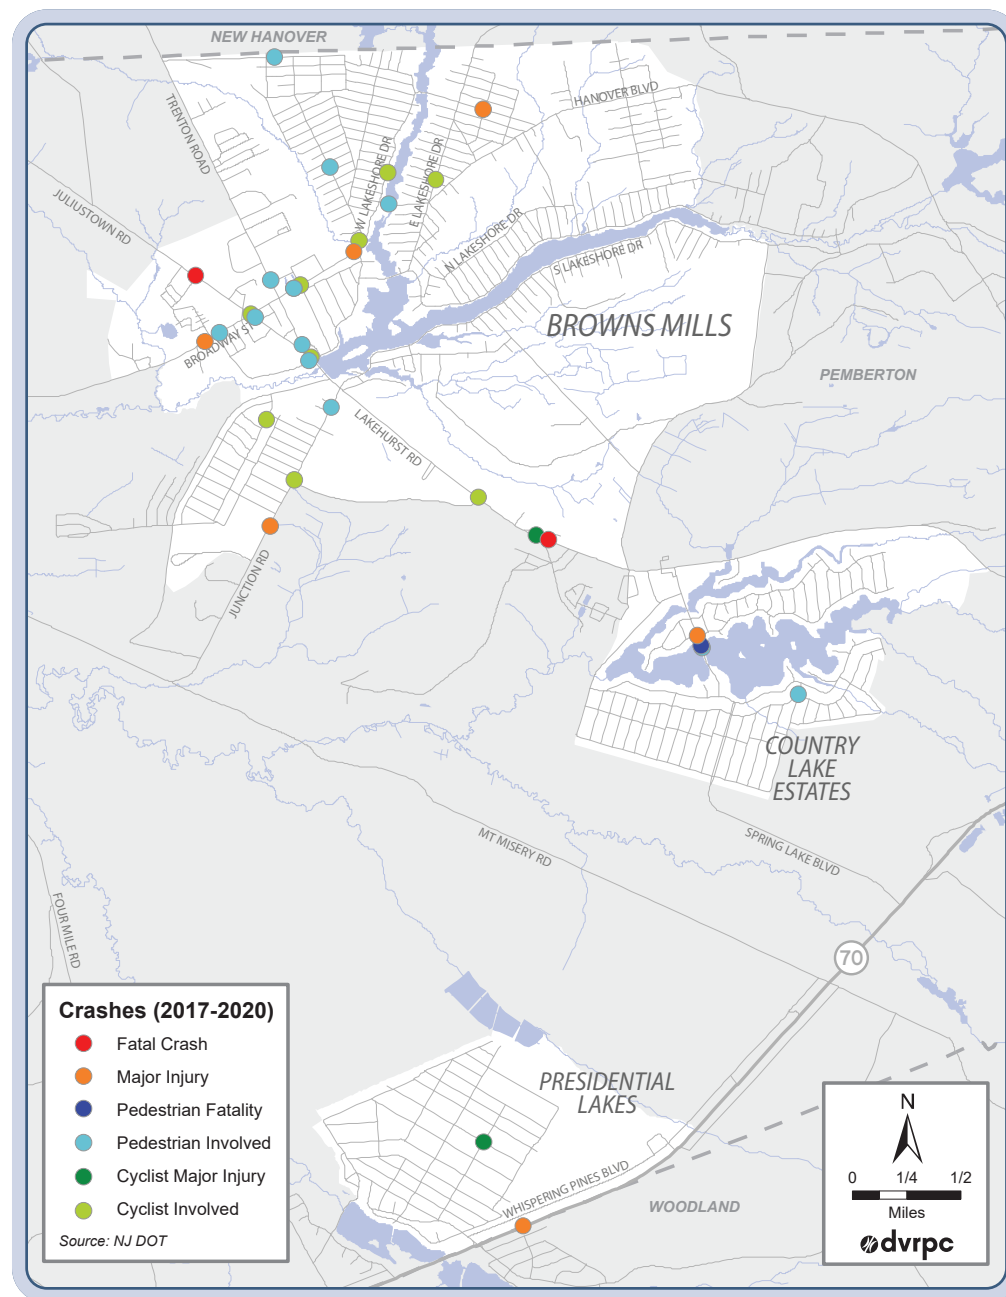 NEW HANOVER
HANOVER BLVD
TRENTON ROAD
W LAKESHORE DR
E LAKESHORE DR
JULIUSTOWN RD
N LAKESHORE DR
S LAKESHORE DR
BROWNS MILLS
BROADWAY ST
PEMBERTON
LAKEHURST RD
JUNCTION RD
COUNTRY
LAKE
ESTATES
MT MISERY RD
SPRING LAKE BLVD
FOUR MILE RD
70
Crashes (2017-2020)
Fatal Crash
Major Injury
Pedestrian Fatality
Pedestrian Involved
Cyclist Major Injury
Cyclist Involved
Source: NJ DOT
PRESIDENTIAL
LAKES
WHISPERING PINES BLVD
WOODLAND
N
0 1/4 1/2
Miles
dvrpc